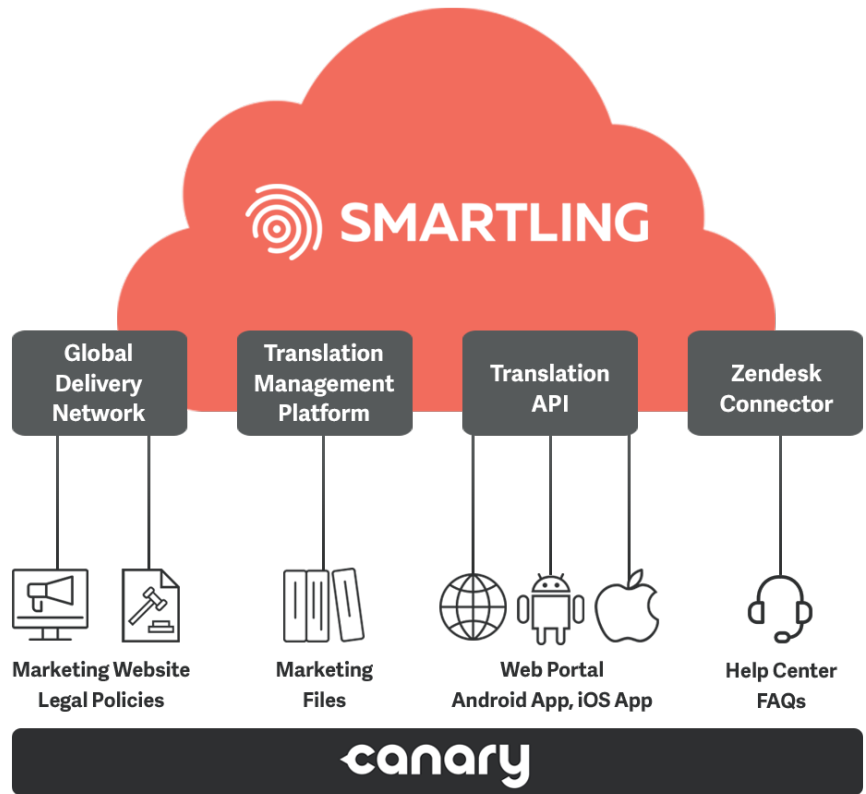 SMARTLING
Global
Delivery
Network
Translation
Management
Platform
Translation
API
Zendesk
Connector
Marketing Website
Legal Policies
Marketing
Files
Web Portal
Android App, iOS App
Help Center
FAQs
canary